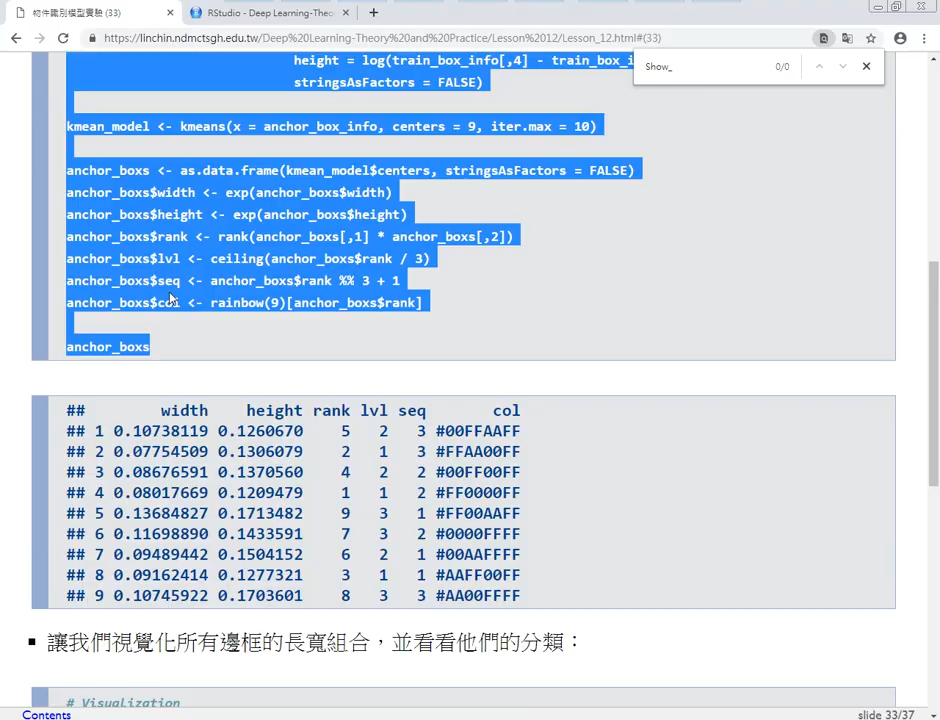 物件識別模型實驗 (33)
RStudio - Deep Learning-Theo
https://linchin.ndmctsgh.edu.tw/Deep%20Learning-Theory%20and%20Practice/Lesson%2012/Lesson_12.html#(33)
Show_ 0/0
height = log(train_box_info[,4] - train_box_i
stringsAsFactors = FALSE)
kmean_model <- kmeans(x = anchor_box_info, centers = 9, iter.max = 10)
anchor_boxs <- as.data.frame(kmean_model$centers, stringsAsFactors = FALSE)
anchor_boxs$width <- exp(anchor_boxs$width)
anchor_boxs$height <- exp(anchor_boxs$height)
anchor_boxs$rank <- rank(anchor_boxs[,1] * anchor_boxs[,2])
anchor_boxs$lvl <- ceiling(anchor_boxs$rank / 3)
anchor_boxs$seq <- anchor_boxs$rank %% 3 + 1
anchor_boxs$col <- rainbow(9)[anchor_boxs$rank]
anchor_boxs
## width height rank lvl seq col
## 1 0.10738119 0.1260670 5 2 3 #00FFAAFF
## 2 0.07754509 0.1306079 2 1 3 #FFAA00FF
## 3 0.08676591 0.1370560 4 2 2 #00FF00FF
## 4 0.08017669 0.1209479 1 1 2 #FF0000FF
## 5 0.13684827 0.1713482 9 3 1 #FF00AAFF
## 6 0.11698890 0.1433591 7 3 2 #0000FFFF
## 7 0.09489442 0.1504152 6 2 1 #00AAFFFF
## 8 0.09162414 0.1277321 3 1 1 #AAFF00FF
## 9 0.10745922 0.1703601 8 3 3 #AA00FFFF
讓我們視覺化所有邊框的長寬組合，並看看他們的分類：
# Visualization
Contents
slide 33/37